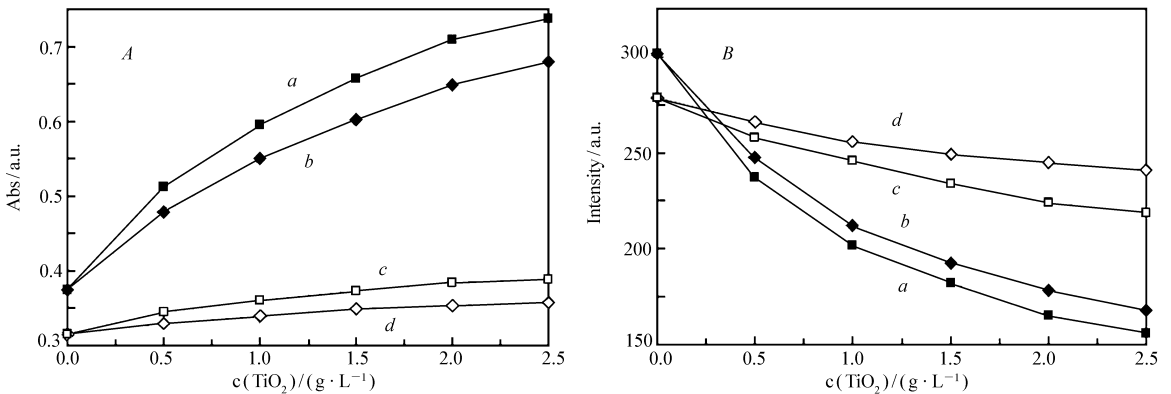 A
Abs/a.u.
0.7
0.6
0.5
0.4
0.3
a
b
c
d
0.0 0.5 1.0 1.5 2.0 2.5
c(TiO₂)/(g·L⁻¹)
B
Intensity/a.u.
300
250
200
150
d
c
b
a
0.0 0.5 1.0 1.5 2.0 2.5
c(TiO₂)/(g·L⁻¹)